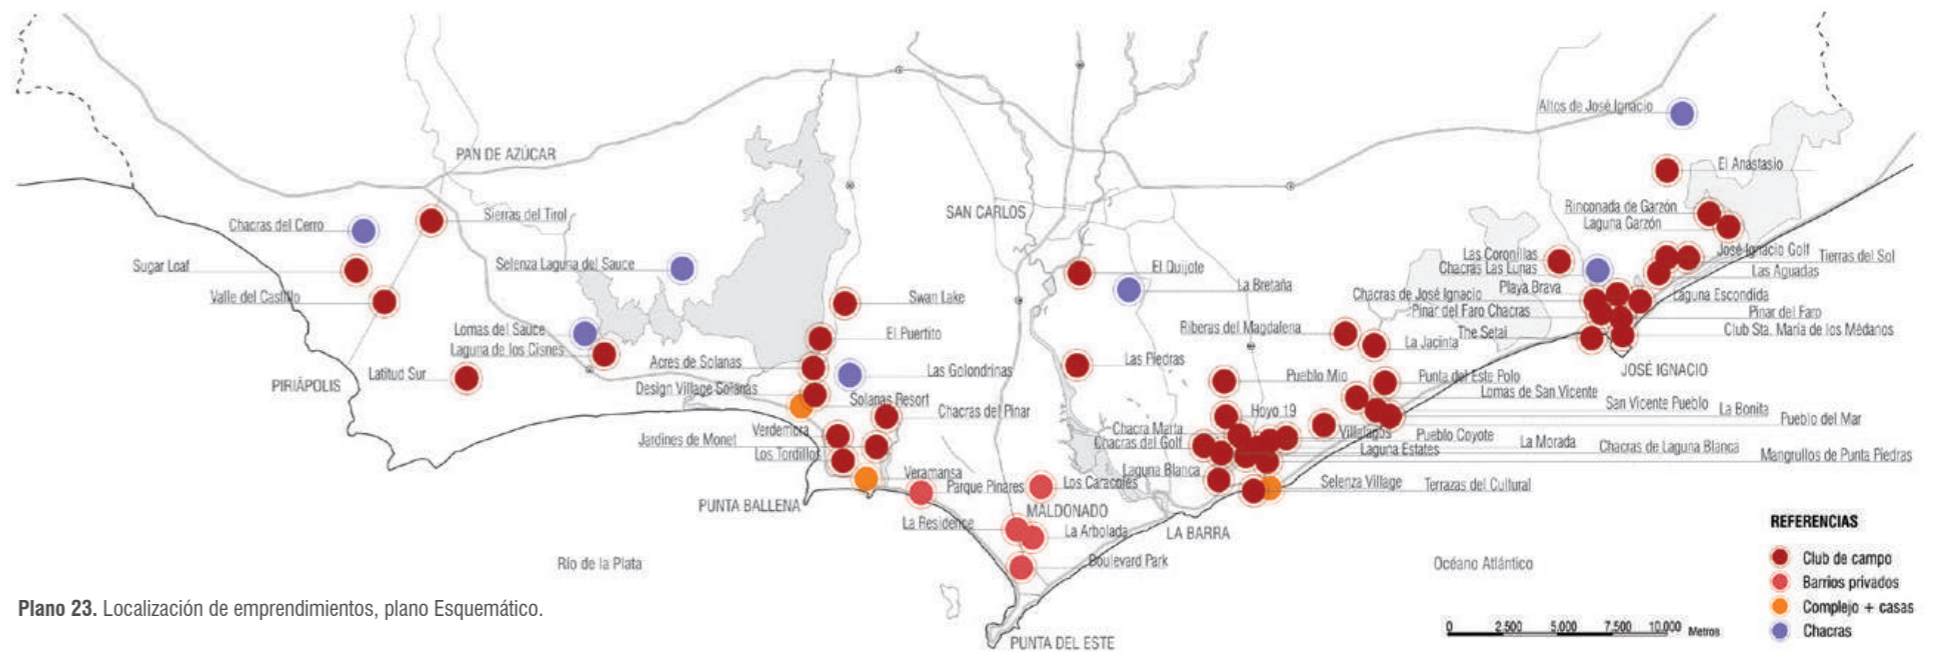 Altos de José Ignacio
PAN DE AZÚCAR
El Anastasio
Rinconada de Garzón
SAN CARLOS
Sierras del Tirol
Chacras del Cerro
Laguna Garzón
José Ignacio Golf
Tierras del Sol
Las Coronillas
Sugar Loaf
Selenza Laguna del Sauce
El Quijote
Chacras Las Lunas
Las Aguadas
La Bretaña
Playa Brava
Valle del Castillo
Swan Lake
Chacras de José Ignacio
Laguna Escondida
Pinar del Faro Chacras
Pinar del Faro
Lomas del Sauce
El Puertito
Riberas del Magdalena
The Setai
Club Sta. María de los Médanos
Laguna de los Cisnes
La Jacinta
Acres de Solanas
Las Golondrinas
Las Piedras
JOSÉ IGNACIO
Latitud Sur
Pueblo Mio
Punta del Este Polo
PIRIÁPOLIS
Design Village Solanas
Lomas de San Vicente
Solanas Resort
San Vicente Pueblo
La Bonita
Chacras del Pinar
Hoyo 19
Pueblo del Mar
Verdemora
Chacra Marta
Villalagos
Pueblo Coyote
Jardines de Monet
Chacras del Golf
La Morada
Laguna Estates
Chacras de Laguna Blanca
Los Tordillos
Mangrullos de Punta Piedras
Veramansa
Laguna Blanca
Parque Pinares
Los Caracoles
Selenza Village
Terrazas del Cultural
PUNTA BALLENA
MALDONADO
La Residence
La Arbolada
LA BARRA
Boulevard Park
Río de la Plata
Océano Atlántico
PUNTA DEL ESTE
REFERENCIAS
Club de campo
Barrios privados
Complejo + casas
Chacras
0 2,500 5,000 7,500 10,000 Metros
Plano 23. Localización de emprendimientos, plano Esquemático.